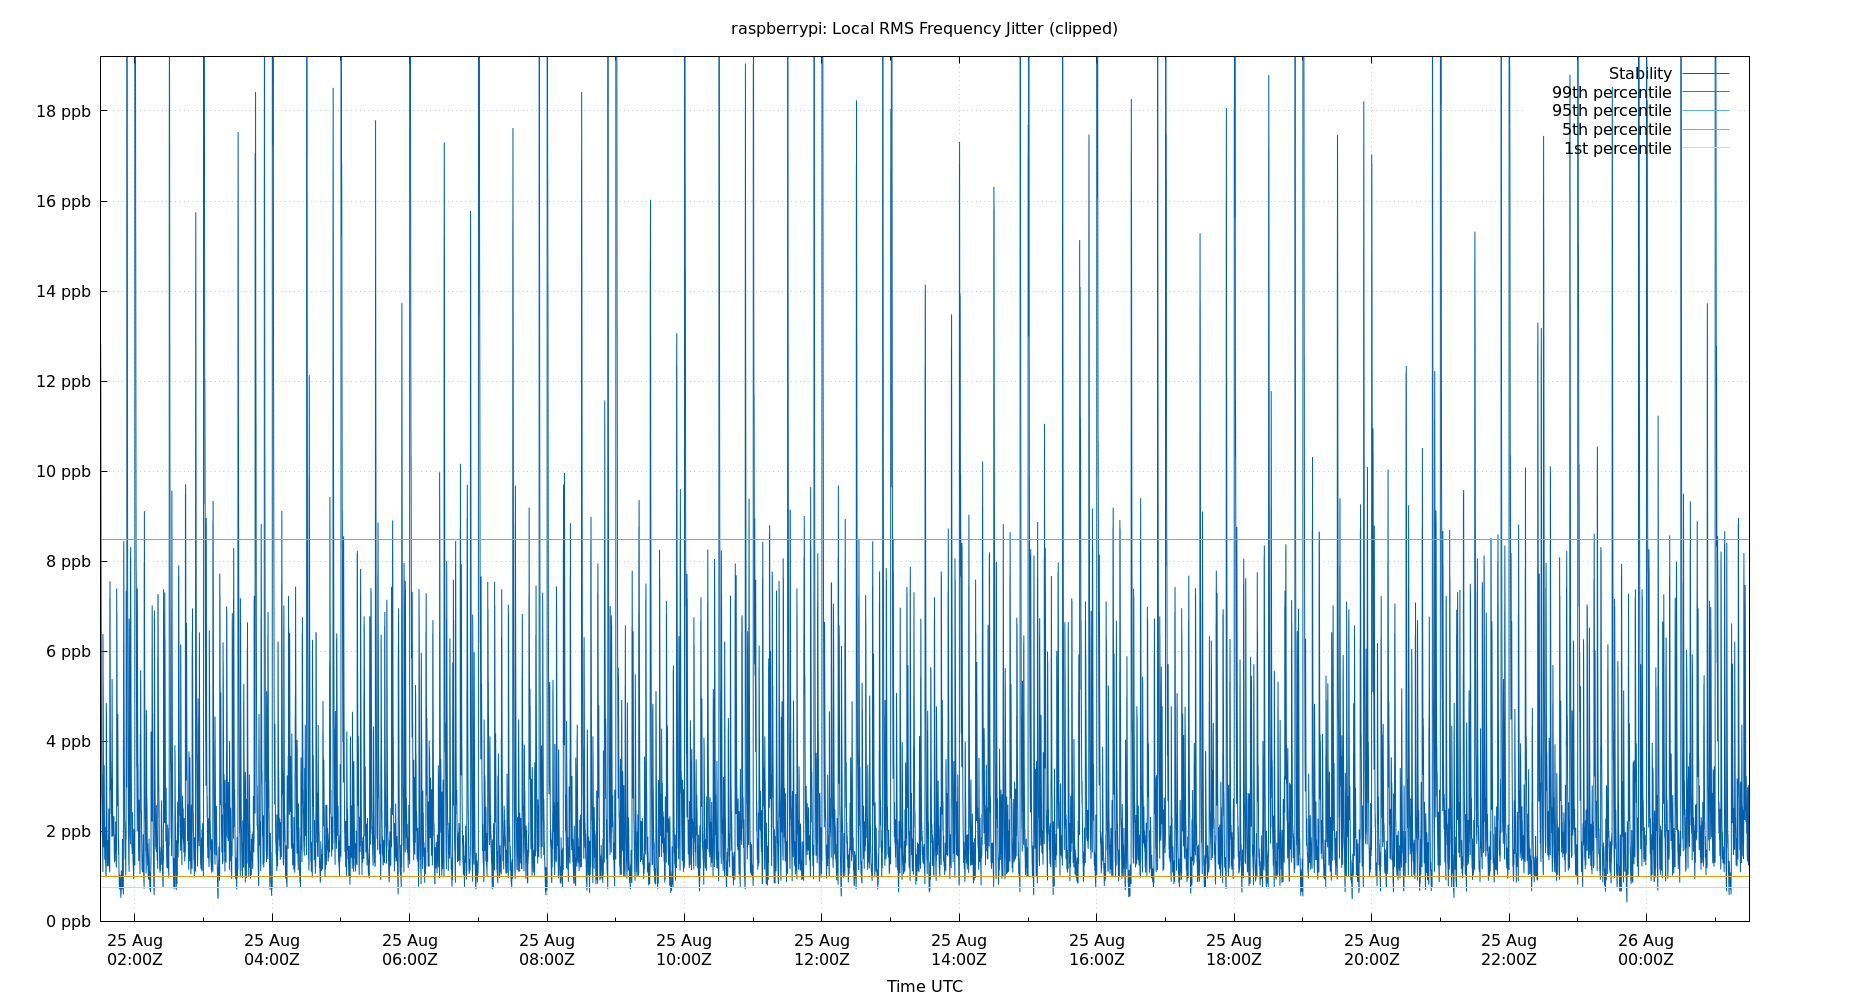 raspberrypi: Local RMS Frequency Jitter (clipped)
Stability
99th percentile
95th percentile
5th percentile
1st percentile
18 ppb
16 ppb
14 ppb
12 ppb
10 ppb
8 ppb
6 ppb
4 ppb
2 ppb
0 ppb
25 Aug 25 Aug 25 Aug 25 Aug 25 Aug 25 Aug 25 Aug 25 Aug 25 Aug 25 Aug 25 Aug 26 Aug
02:00Z 04:00Z 06:00Z 08:00Z 10:00Z 12:00Z 14:00Z 16:00Z 18:00Z 20:00Z 22:00Z 00:00Z
Time UTC